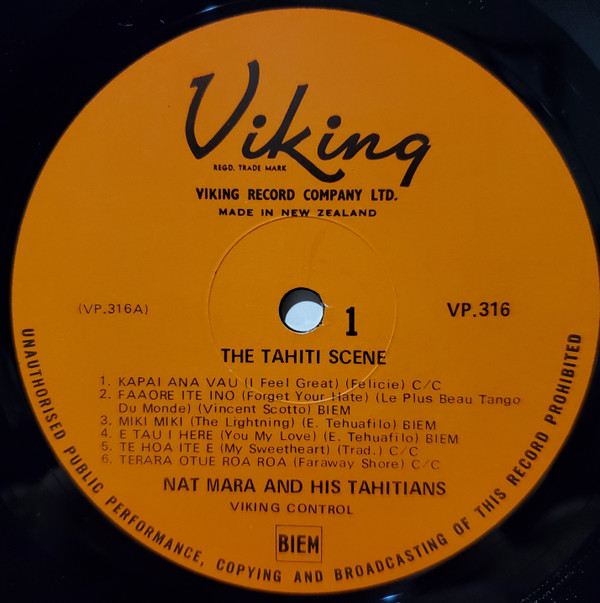 Viking
REGD. TRADE MARK
VIKING RECORD COMPANY LTD.
MADE IN NEW ZEALAND
(VP.316A)
1
VP.316
THE TAHITI SCENE
1. KAPAI ANA VAU (I Feel Great) (Felicie) C/C
2. FAAORE ITE INO (Forget Your Hate) (Le Plus Beau Tango
Du Monde) (Vincent Scotto) BIEM
3. MIKI MIKI (The Lightning) (E. Tehuafilo) BIEM
4. E TAU I HERE (You My Love) (E. Tehuafilo) BIEM
5. TE HOA ITE E (My Sweetheart) (Trad.) C/C
6. TERARA OTUE ROA ROA (Faraway Shore) C/C
NAT MARA AND HIS TAHITIANS
VIKING CONTROL
BIEM
UNAUTHORISED PUBLIC PERFORMANCE, COPYING AND BROADCASTING OF THIS RECORD PROHIBITED